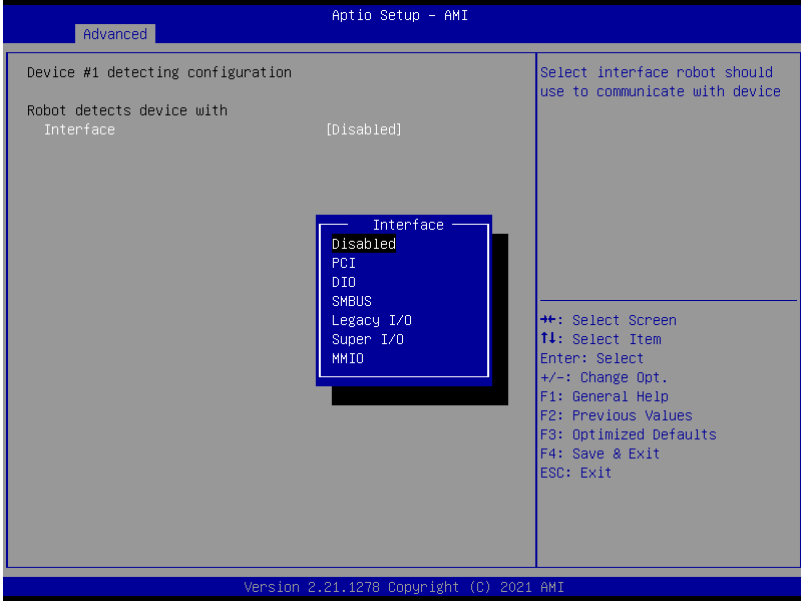 Aptio Setup – AMI
Advanced
Device #1 detecting configuration
Robot detects device with
Interface [Disabled]
Interface
Disabled
PCI
DIO
SMBUS
Legacy I/O
Super I/O
MMIO
Select interface robot should
use to communicate with device
→←: Select Screen
↑↓: Select Item
Enter: Select
+/-: Change Opt.
F1: General Help
F2: Previous Values
F3: Optimized Defaults
F4: Save & Exit
ESC: Exit
Version 2.21.1278 Copyright (C) 2021 AMI